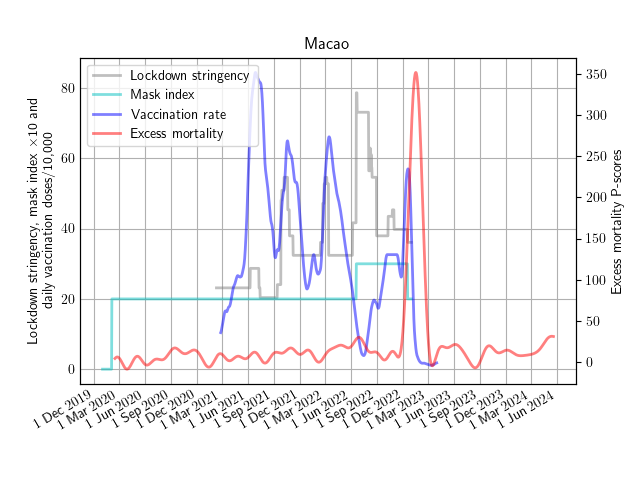 Macao
Lockdown stringency
Mask index
Vaccination rate
Excess mortality
Lockdown stringency, mask index ×10 and
daily vaccination doses/10,000
80
60
40
20
0
350
300
250
200
150
100
50
0
Excess mortality P-scores
1 Dec 2019
1 Mar 2020
1 Jun 2020
1 Sep 2020
1 Dec 2020
1 Mar 2021
1 Jun 2021
1 Sep 2021
1 Dec 2021
1 Mar 2022
1 Jun 2022
1 Sep 2022
1 Dec 2022
1 Mar 2023
1 Jun 2023
1 Sep 2023
1 Dec 2023
1 Mar 2024
1 Jun 2024